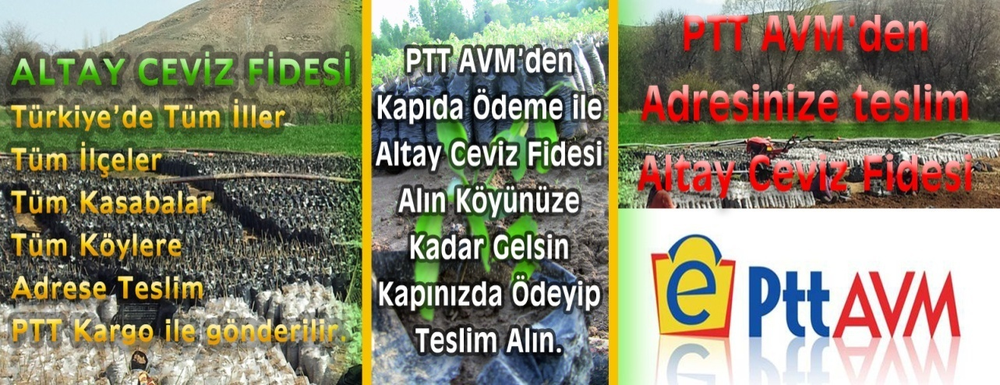 ALTAY CEVİZ FİDESİ
Türkiye'de Tüm İller
Tüm İlçeler
Tüm Kasabalar
Tüm Köylere
Adrese Teslim
PTT Kargo ile gönderilir.
PTT AVM'den
Kapıda Ödeme ile
Altay Ceviz Fidesi
Alın Köyünüze
Kadar Gelsin
Kapınızda Ödeyip
Teslim Alın.
PTT AVM'den
Adresinize teslim
Altay Ceviz Fidesi
e PttAVM